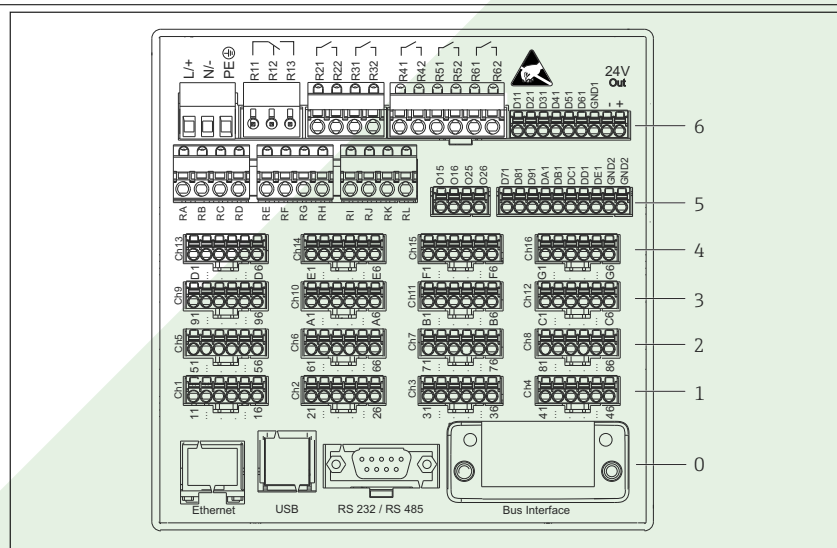 L/+ N/- PE R11 R12 R13 R21 R22 R31 R32 R41 R42 R51 R52 R61 R62
24V
Out
D11 D21 D31 D41 D51 D61 GND1 - +
6
O15 O16 O25 O26 D71 D81 D91 DA1 DB1 DC1 DD1 DE1 GND2 GND2
5
RA RB RC RD RE RF RG RH RI RJ RK RL
Ch13 Ch14 Ch15 Ch16
4
D1 ... ... D6 E1 ... ... E6 F1 ... ... F6 G1 ... ... G6
Ch9 Ch10 Ch11 Ch12
3
91 ... ... 96 A1 ... ... A6 B1 ... ... B6 C1 ... ... C6
Ch5 Ch6 Ch7 Ch8
2
51 ... ... 56 61 ... ... 66 71 ... ... 76 81 ... ... 86
Ch1 Ch2 Ch3 Ch4
1
11 ... ... 16 21 ... ... 26 31 ... ... 36 41 ... ... 46
0
Ethernet USB RS 232 / RS 485 Bus Interface